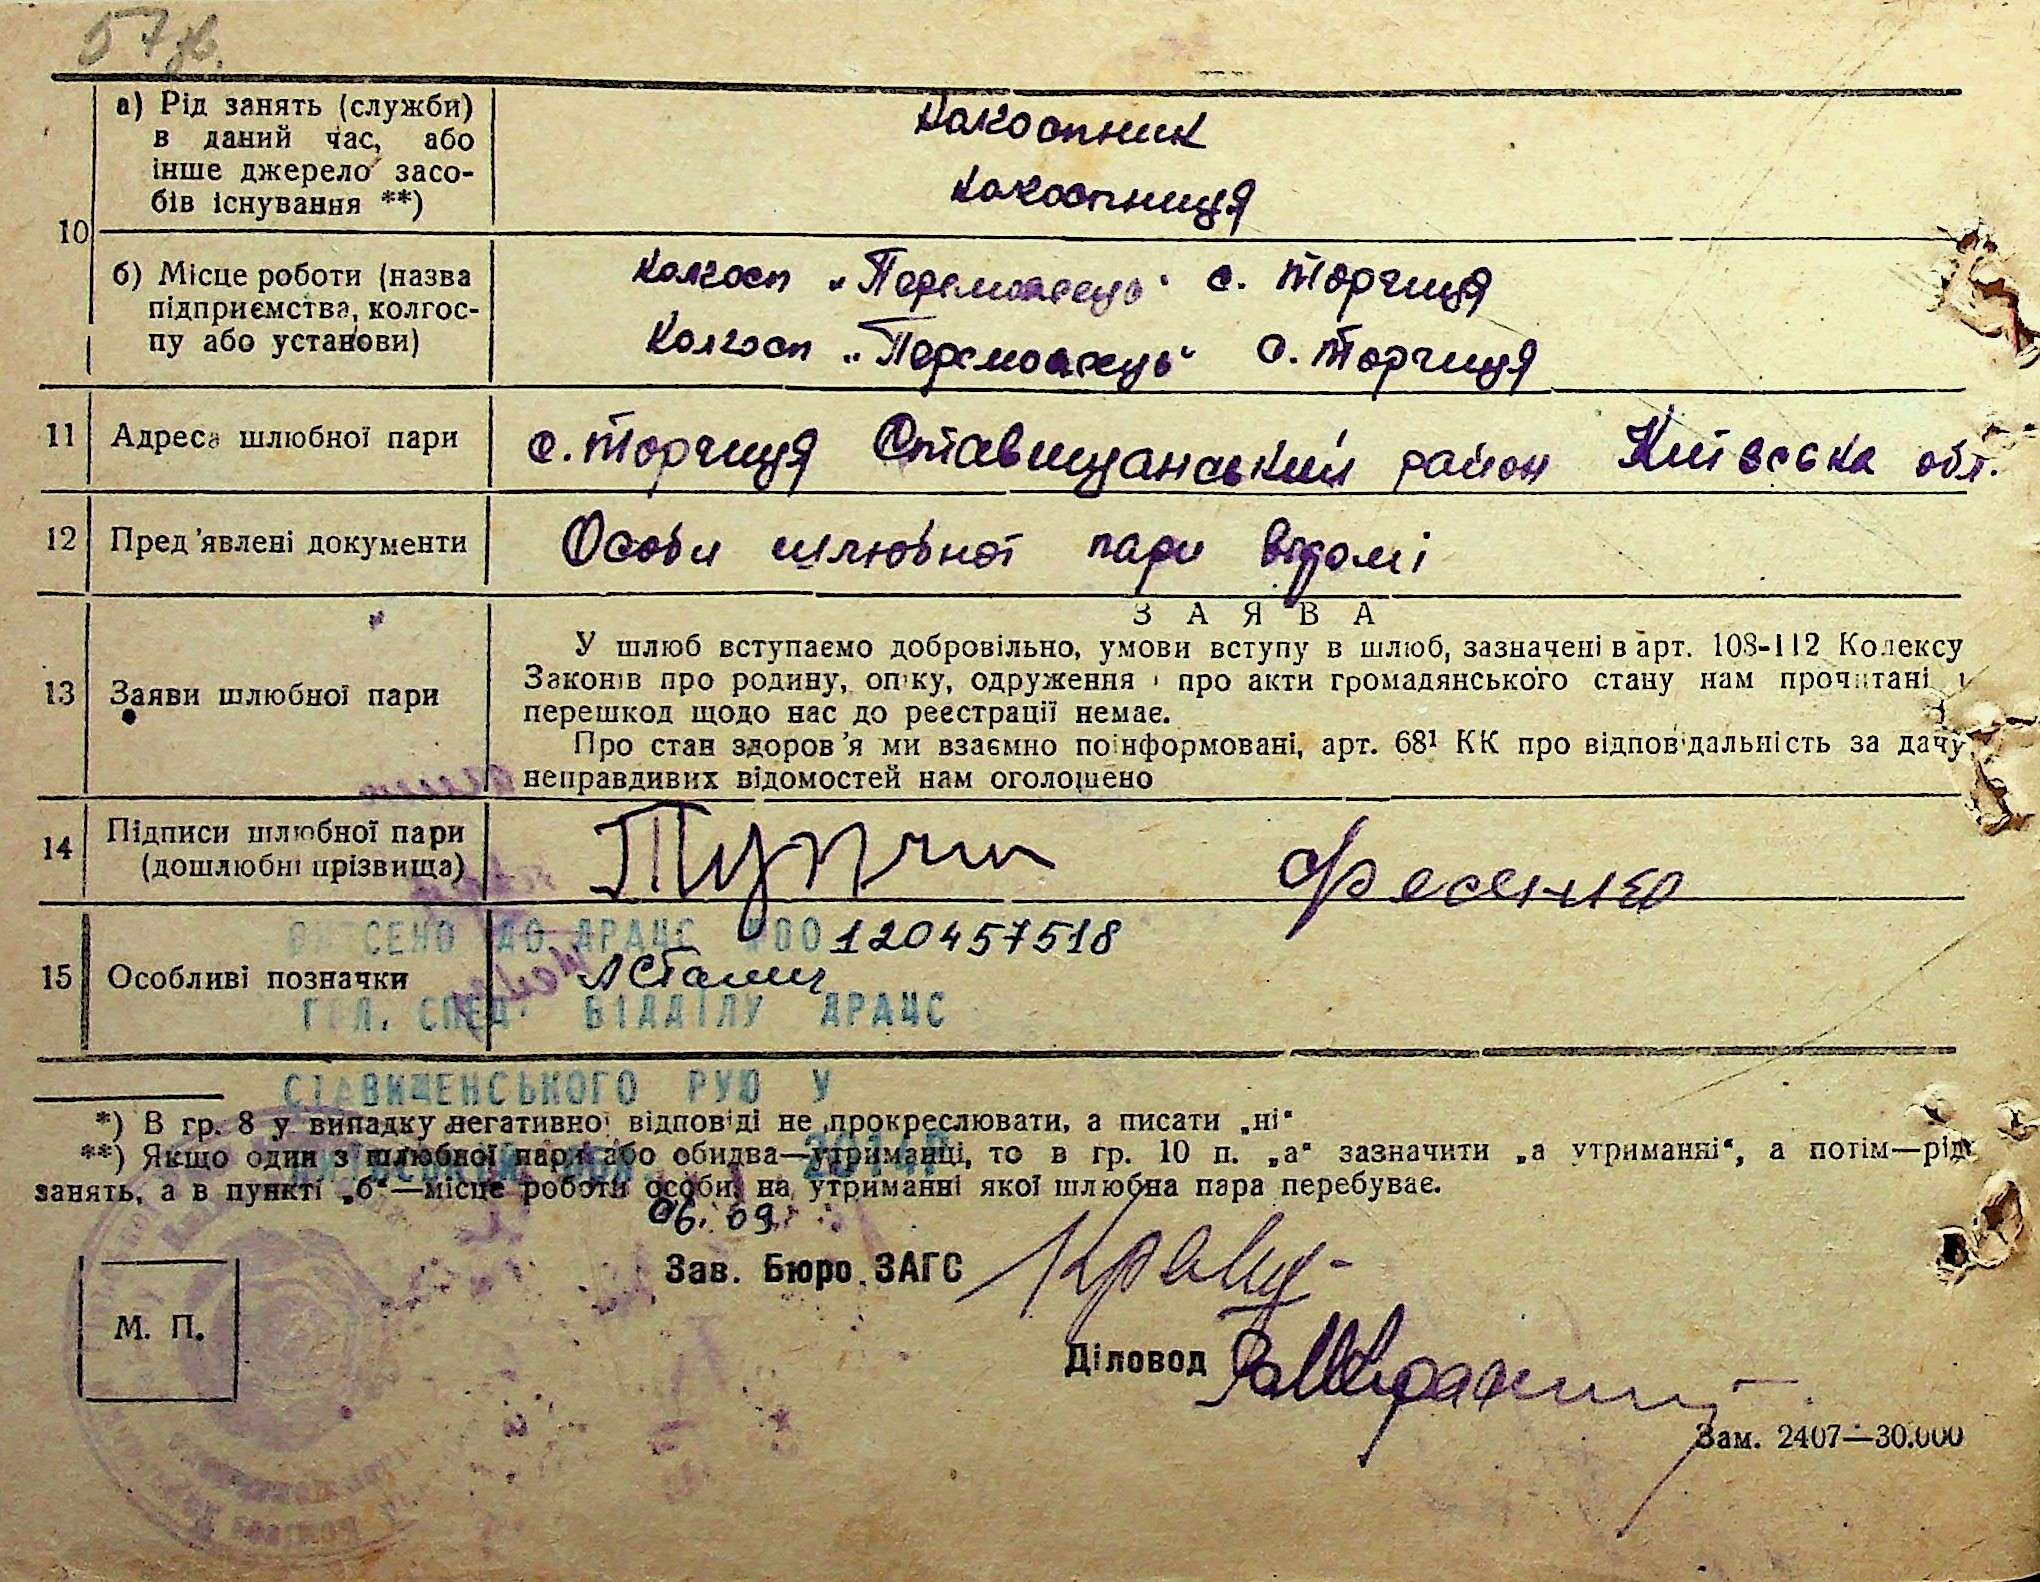 57зв.
а) Рід занять (служби)
в даний час, або
інше джерело засо-
бів існування **)
Колгоспник
Колгоспниця
10
б) Місце роботи (назва
підприємства, колгос-
пу або установи)
Колгосп „Переможець“ с. Торчиця
Колгосп „Переможець“ с. Торчиця
11 Адреса шлюбної пари
с. Торчиця Ставищанський район Київська обл.
12 Пред'явлені документи
Особи шлюбної пари відомі
ЗАЯВА
13 Заяви шлюбної пари
У шлюб вступаємо добровільно, умови вступу в шлюб, зазначені в арт. 108-112 Кодексу
Законів про родину, опіку, одруження і про акти громадянського стану нам прочитані і
перешкод щодо нас до реєстрації немає.
Про стан здоров'я ми взаємно поінформовані, арт. 68¹ КК про відповідальність за дачу
неправдивих відомостей нам оголошено
14 Підписи шлюбної пари
(дошлюбні прізвища)
Фесенко
ВНЕСЕНО ДО ДРАЦС №00120457518
15 Особливі позначки
ГОЛ. СПЕЦ. ВІДДІЛУ ДРАЦС
СТАВИЩЕНСЬКОГО РУЮ У
*) В гр. 8 у випадку негативної відповіді не прокреслювати, а писати „ні“
**) Якщо один з шлюбної пари або обидва—утриманці, то в гр. 10 п. „а“ зазначити „а утриманні“, а потім—рід
2014р
занять, а в пункті „б“—місце роботи особи, на утриманні якої шлюбна пара перебуває.
06. 09.
Зав. Бюро ЗАГС
М. П.
Діловод
Зам. 2407—30.000